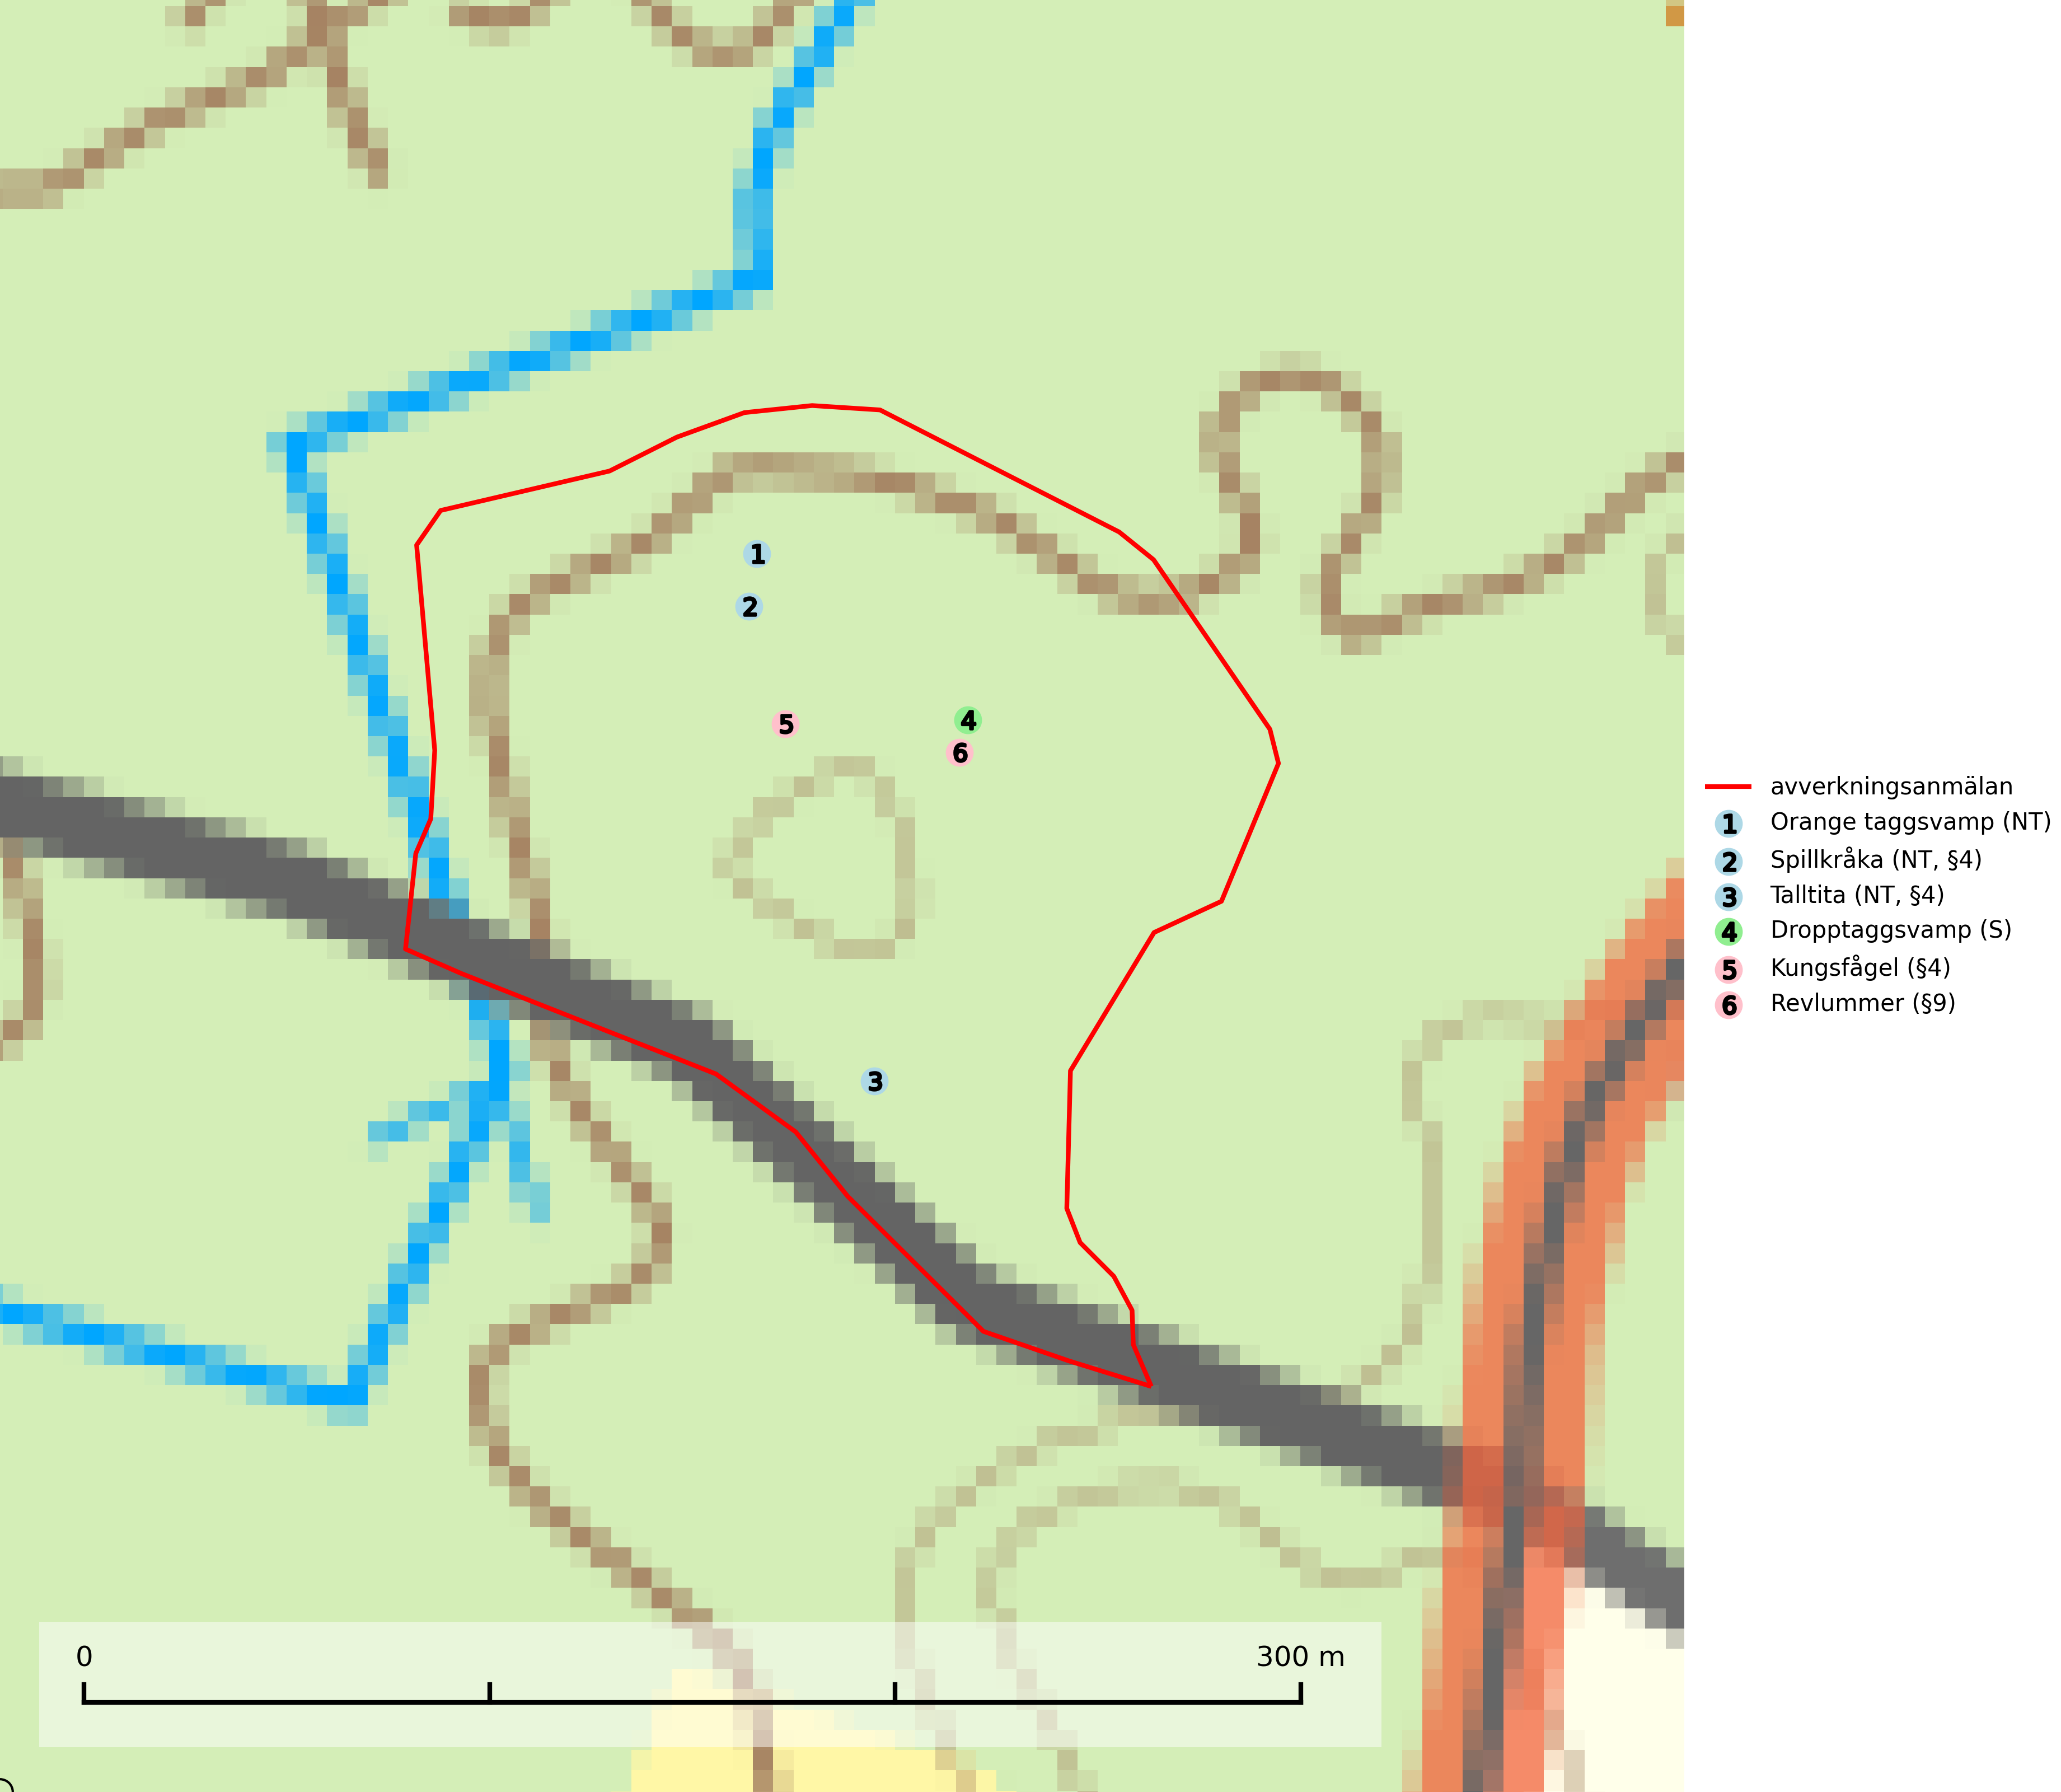 1
2
5
4
6
3
0
300 m
avverkningsanmälan
1 Orange taggsvamp (NT)
2 Spillkråka (NT, §4)
3 Talltita (NT, §4)
4 Dropptaggsvamp (S)
5 Kungsfågel (§4)
6 Revlummer (§9)